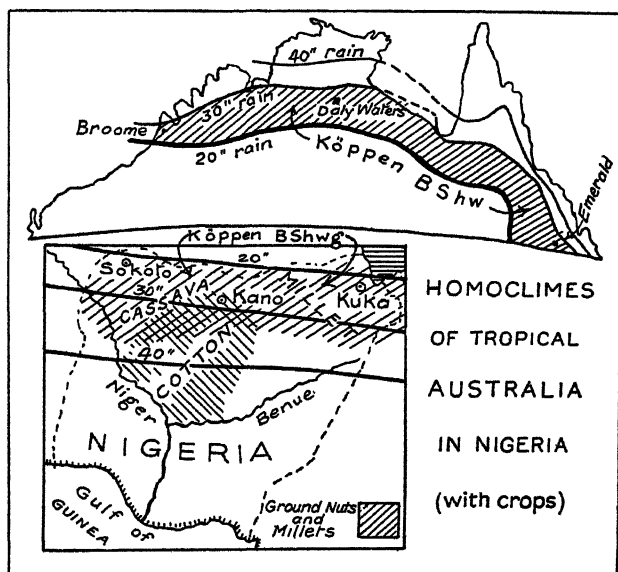 40" rain
30" rain
Daly Waters
Broome
20" rain
Köppen
BShw
Emerald
Köppen BShwg
20"
Sokoto
30"
Kano
Kuka
CASSAVA
COTTON
40"
Niger
Benue
NIGERIA
Gulf of
GUINEA
Ground Nuts
and
Millets
HOMOCLIMES
OF TROPICAL
AUSTRALIA
IN NIGERIA
(with crops)